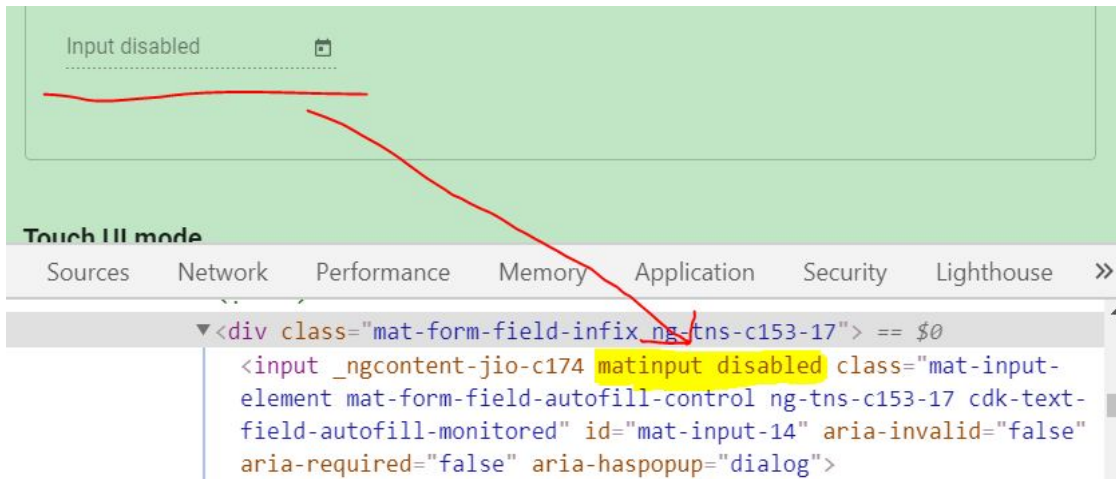 Input disabled
Touch UI mode
Sources Network Performance Memory Application Security Lighthouse »
▼<div class="mat-form-field-infix ng-tns-c153-17"> == $0
<input _ngcontent-jio-c174 matinput disabled class="mat-input-
element mat-form-field-autofill-control ng-tns-c153-17 cdk-text-
field-autofill-monitored" id="mat-input-14" aria-invalid="false"
aria-required="false" aria-haspopup="dialog">